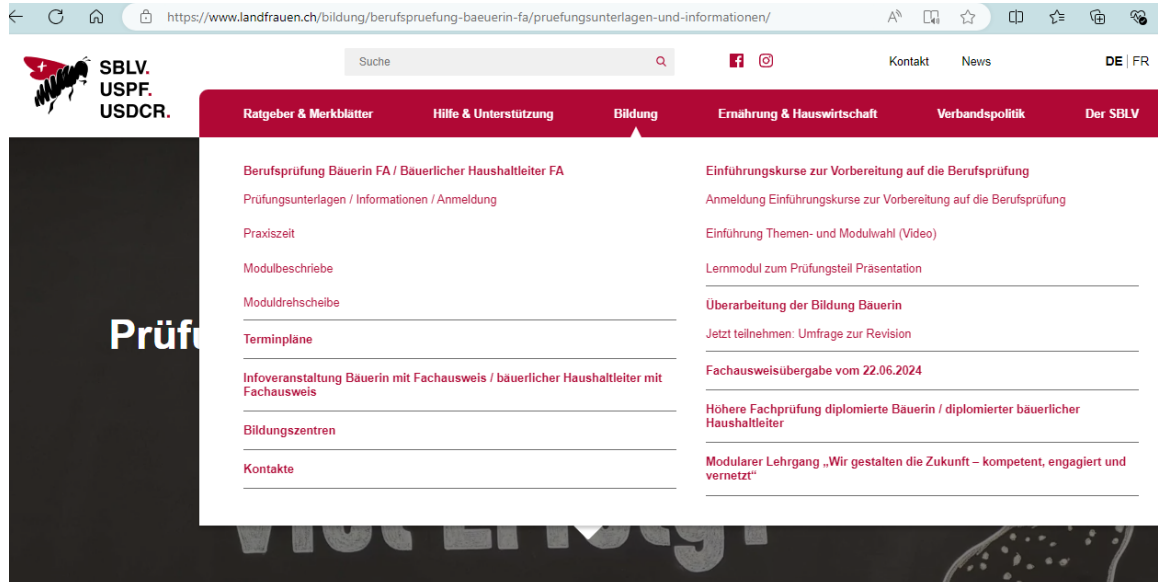 https://www.landfrauen.ch/bildung/berufspruefung-baeuerin-fa/pruefungsunterlagen-und-informationen/
SBLV.
USPF.
USDCR.
Suche
Kontakt
News
DE | FR
Ratgeber & Merkblätter
Hilfe & Unterstützung
Bildung
Ernährung & Hauswirtschaft
Verbandspolitik
Der SBLV
Berufsprüfung Bäuerin FA / Bäuerlicher Haushaltleiter FA
Prüfungsunterlagen / Informationen / Anmeldung
Praxiszeit
Modulbeschriebe
Moduldrehscheibe
Terminpläne
Infoveranstaltung Bäuerin mit Fachausweis / bäuerlicher Haushaltleiter mit
Fachausweis
Bildungszentren
Kontakte
Einführungskurse zur Vorbereitung auf die Berufsprüfung
Anmeldung Einführungskurse zur Vorbereitung auf die Berufsprüfung
Einführung Themen- und Modulwahl (Video)
Lernmodul zum Prüfungsteil Präsentation
Überarbeitung der Bildung Bäuerin
Jetzt teilnehmen: Umfrage zur Revision
Fachausweisübergabe vom 22.06.2024
Höhere Fachprüfung diplomierte Bäuerin / diplomierter bäuerlicher
Haushaltleiter
Modularer Lehrgang „Wir gestalten die Zukunft – kompetent, engagiert und
vernetzt“
Prüfu
Viel Erfolg!